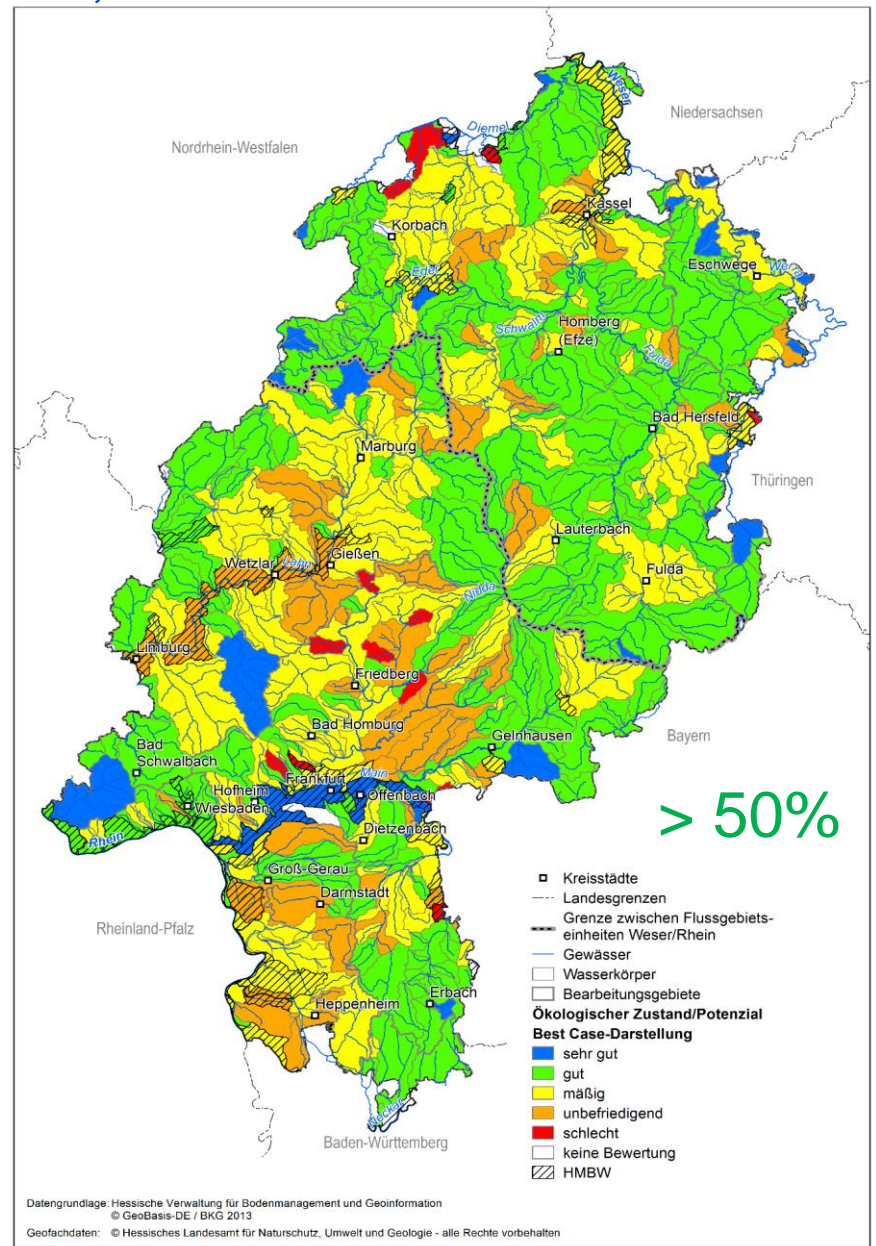 Weser
Niedersachsen
Diemel
Nordrhein-Westfalen
Kassel
Korbach
Eschwege
Werra
Eder
Schwalm
Homberg
(Efze)
Fulda
Bad Hersfeld
Marburg
Thüringen
Lauterbach
Gießen
Wetzlar
Lahn
Fulda
Nidda
Limburg
Friedberg
Bad Homburg
Gelnhausen
Bayern
Bad
Schwalbach
Main
Frankfurt
Hofheim
Offenbach
Wiesbaden
> 50%
Rhein
Dietzenbach
Groß-Gerau
Darmstadt
Rheinland-Pfalz
Erbach
Heppenheim
Neckar
Baden-Württemberg
Kreisstädte
Landesgrenzen
Grenze zwischen Flussgebiets-
einheiten Weser/Rhein
Gewässer
Wasserkörper
Bearbeitungsgebiete
Ökologischer Zustand/Potenzial
Best Case-Darstellung
sehr gut
gut
mäßig
unbefriedigend
schlecht
keine Bewertung
HMBW
Datengrundlage: Hessische Verwaltung für Bodenmanagement und Geoinformation
© GeoBasis-DE / BKG 2013
Geofachdaten: © Hessisches Landesamt für Naturschutz, Umwelt und Geologie - alle Rechte vorbehalten